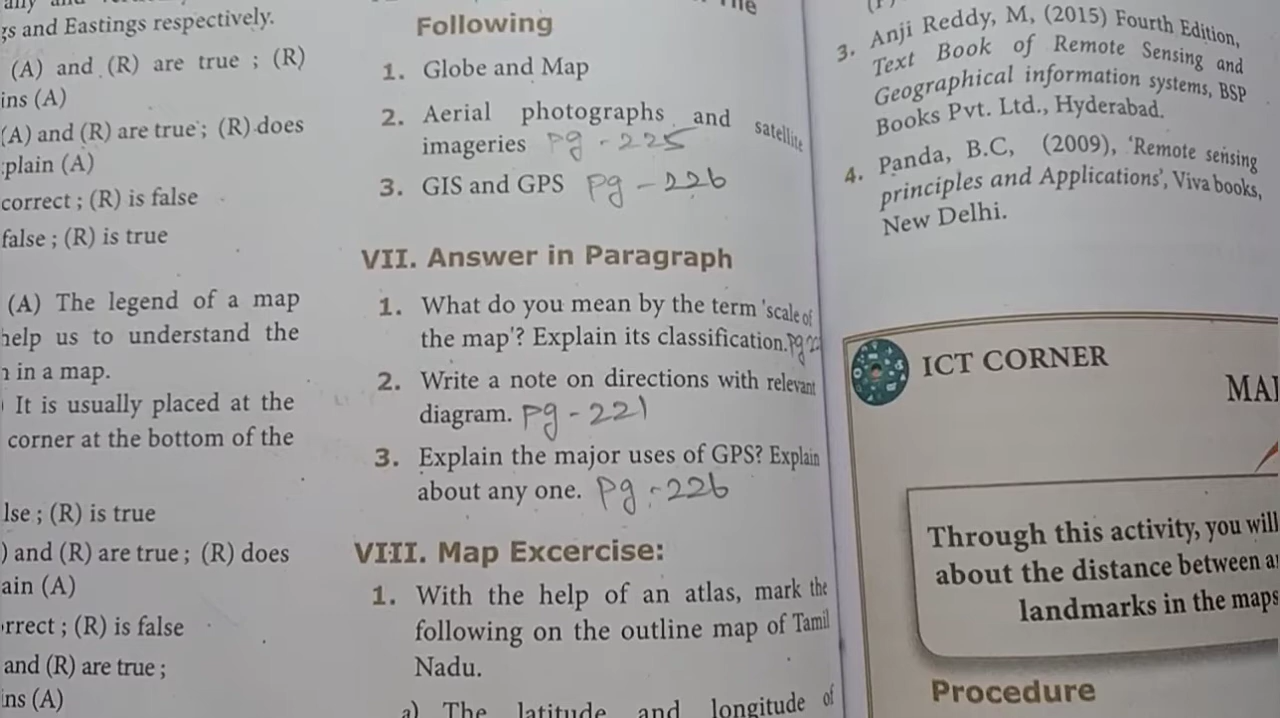 gs and Eastings respectively.
(A) and (R) are true ; (R)
ins (A)
(A) and (R) are true ; (R) does
plain (A)
correct ; (R) is false
false ; (R) is true
(A) The legend of a map
help us to understand the
in a map.
It is usually placed at the
corner at the bottom of the
lse ; (R) is true
) and (R) are true ; (R) does
ain (A)
rrect ; (R) is false
and (R) are true ;
ins (A)
Following
1. Globe and Map
2. Aerial photographs and satellite
imageries pg - 225
3. GIS and GPS pg - 226
VII. Answer in Paragraph
1. What do you mean by the term 'scale of
the map'? Explain its classification.
2. Write a note on directions with relevant
diagram. pg - 221
3. Explain the major uses of GPS? Explain
about any one. pg - 226
VIII. Map Excercise:
1. With the help of an atlas, mark the
following on the outline map of Tamil
Nadu.
a) The latitude and longitude of
3. Anji Reddy, M, (2015) Fourth Edition,
Text Book of Remote Sensing and
Geographical information systems, BSP
Books Pvt. Ltd., Hyderabad.
4. Panda, B.C, (2009), 'Remote sensing
principles and Applications', Viva books,
New Delhi.
ICT CORNER
Through this activity, you will
about the distance between
landmarks in the maps
Procedure